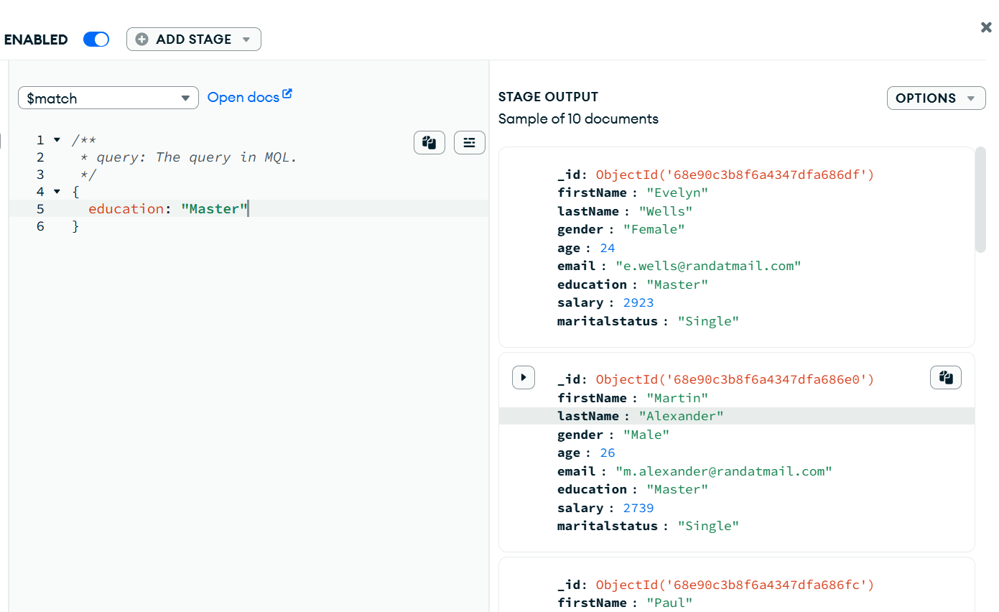 ENABLED
ADD STAGE
$match
Open docs
1 /**
2  * query: The query in MQL.
3  */
4 {
5   education: "Master"
6 }
STAGE OUTPUT
OPTIONS
Sample of 10 documents
_id: ObjectId('68e90c3b8f6a4347dfa686df')
firstName : "Evelyn"
lastName : "Wells"
gender : "Female"
age : 24
email : "e.wells@randatmail.com"
education : "Master"
salary : 2923
maritalstatus : "Single"
_id: ObjectId('68e90c3b8f6a4347dfa686e0')
firstName : "Martin"
lastName : "Alexander"
gender : "Male"
age : 26
email : "m.alexander@randatmail.com"
education : "Master"
salary : 2739
maritalstatus : "Single"
_id: ObjectId('68e90c3b8f6a4347dfa686fc')
firstName : "Paul"